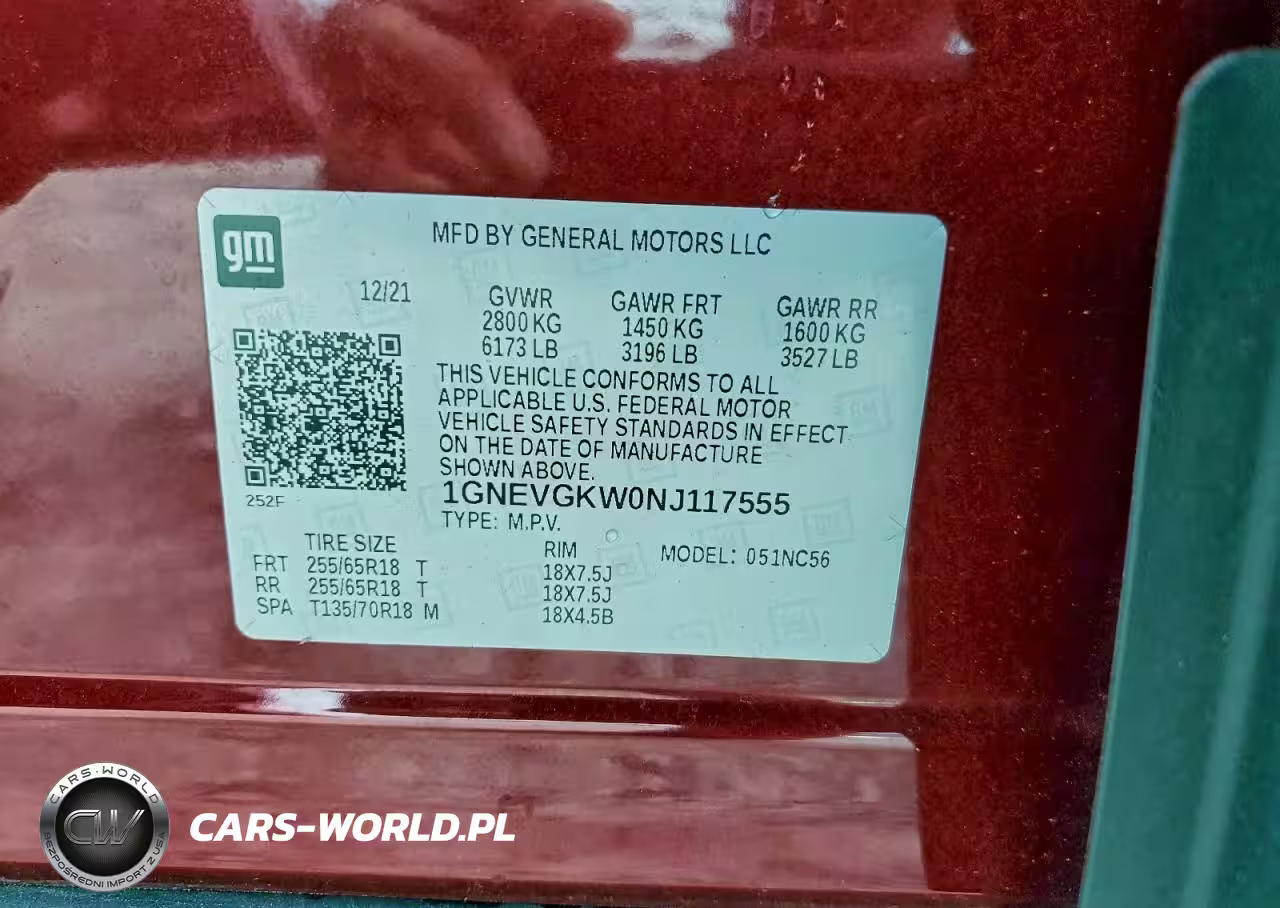 gm
MFD BY GENERAL MOTORS LLC
12/21
GVWR GAWR FRT GAWR RR
2800 KG 1450 KG 1600 KG
6173 LB 3196 LB 3527 LB
THIS VEHICLE CONFORMS TO ALL
APPLICABLE U.S. FEDERAL MOTOR
VEHICLE SAFETY STANDARDS IN EFFECT
ON THE DATE OF MANUFACTURE
SHOWN ABOVE.
252F
1GNEVGKW0NJ117555
TYPE: M.P.V.
TIRE SIZE RIM MODEL: 051NC56
FRT 255/65R18 T 18X7.5J
RR 255/65R18 T 18X7.5J
SPA T135/70R18 M 18X4.5B
CARS-WORLD
CW
BEZPOŚREDNI IMPORT Z USA
CARS-WORLD.PL